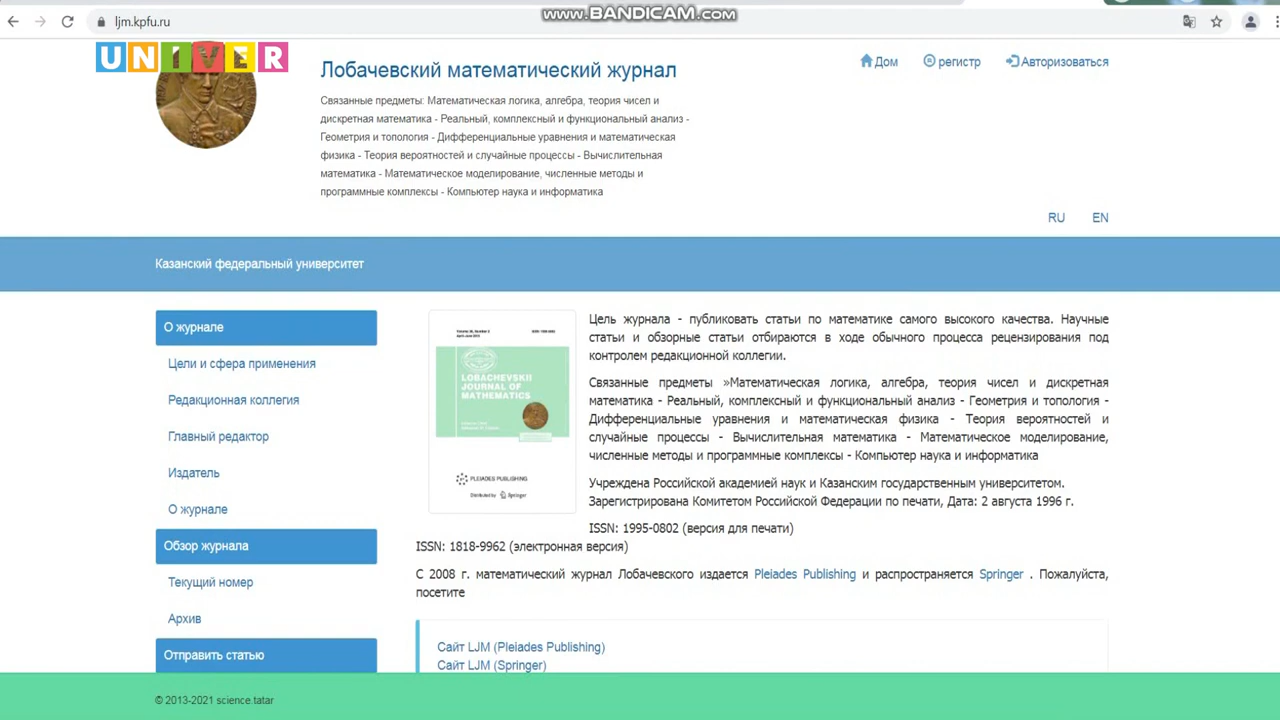 www.BANDICAM.com
ljm.kpfu.ru
UNIVER
Лобачевский математический журнал
Дом
регистр
Авторизоваться
Связанные предметы: Математическая логика, алгебра, теория чисел и
дискретная математика - Реальный, комплексный и функциональный анализ -
Геометрия и топология - Дифференциальные уравнения и математическая
физика - Теория вероятностей и случайные процессы - Вычислительная
математика - Математическое моделирование, численные методы и
программные комплексы - Компьютер наука и информатика
RU EN
Казанский федеральный университет
О журнале
Цели и сфера применения
Редакционная коллегия
Главный редактор
Издатель
О журнале
Обзор журнала
Текущий номер
Архив
Отправить статью
LOBACHEVSKII
JOURNAL OF
MATHEMATICS
PLEIADES PUBLISHING
Distributed by Springer
Цель журнала - публиковать статьи по математике самого высокого качества. Научные
статьи и обзорные статьи отбираются в ходе обычного процесса рецензирования под
контролем редакционной коллегии.
Связанные предметы »Математическая логика, алгебра, теория чисел и дискретная
математика - Реальный, комплексный и функциональный анализ - Геометрия и топология -
Дифференциальные уравнения и математическая физика - Теория вероятностей и
случайные процессы - Вычислительная математика - Математическое моделирование,
численные методы и программные комплексы - Компьютер наука и информатика
Учреждена Российской академией наук и Казанским государственным университетом.
Зарегистрирована Комитетом Российской Федерации по печати, Дата: 2 августа 1996 г.
ISSN: 1995-0802 (версия для печати)
ISSN: 1818-9962 (электронная версия)
С 2008 г. математический журнал Лобачевского издается Pleiades Publishing и распространяется Springer . Пожалуйста,
посетите
Сайт LJM (Pleiades Publishing)
Сайт LJM (Springer)
© 2013-2021 science.tatar